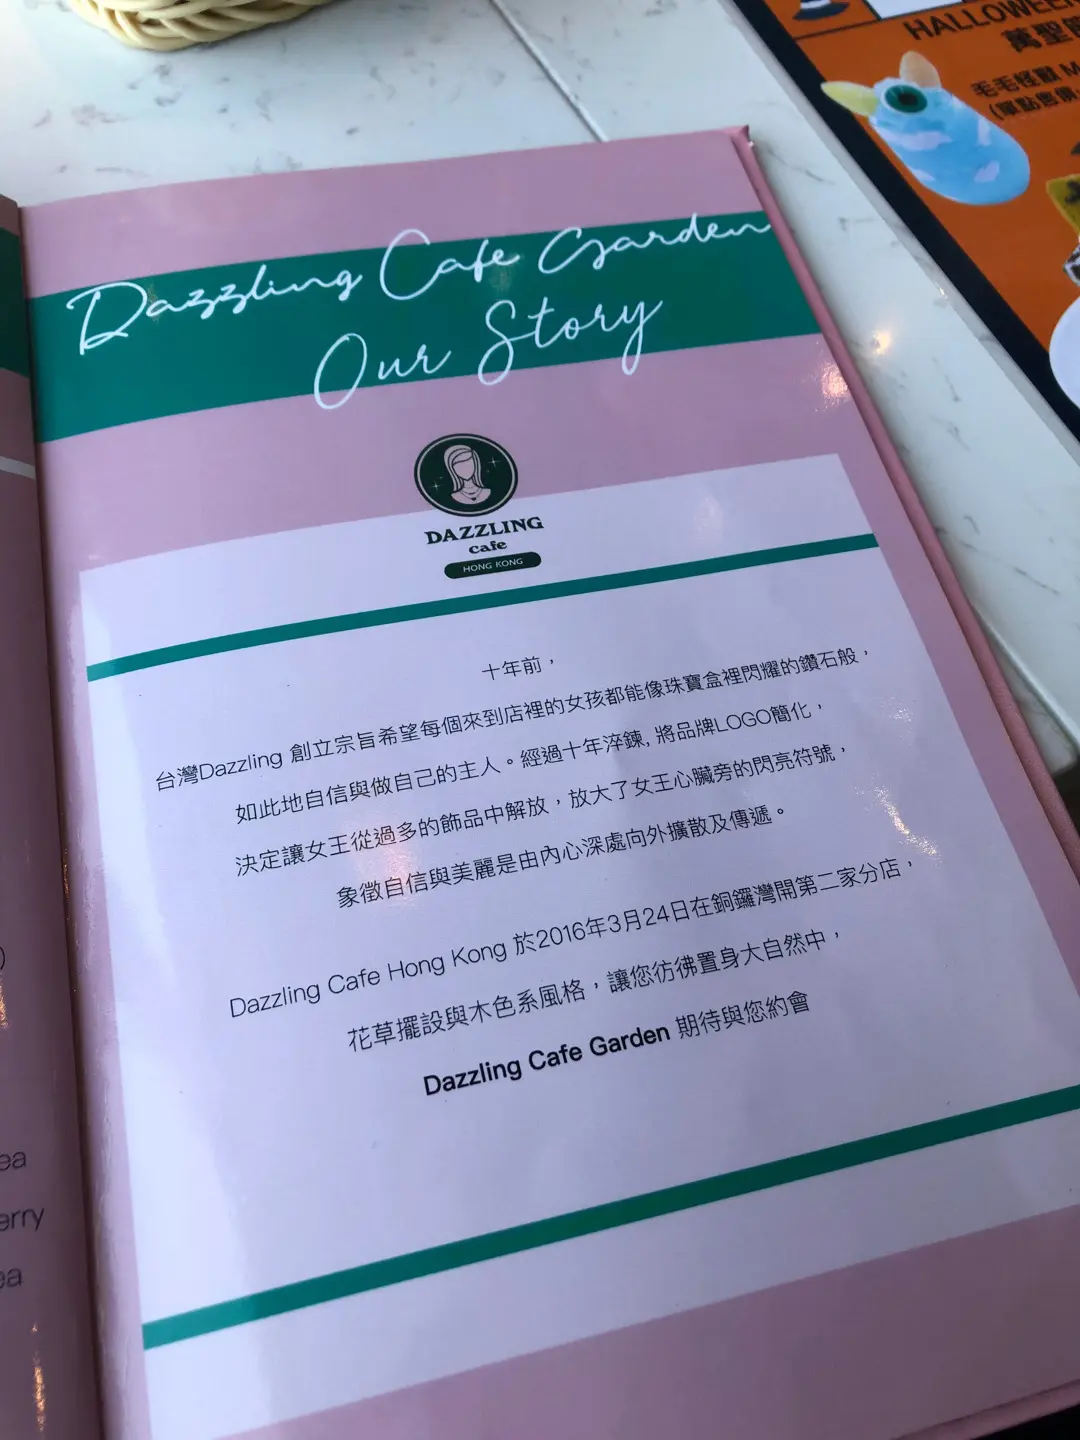 HALLOWEEN
萬聖
毛毛怪獸 M
(單點售價
Dazzling Cafe Garden
Our Story
DAZZLING
cafe
HONG KONG
十年前，
台灣Dazzling 創立宗旨希望每個來到店裡的女孩都能像珠寶盒裡閃耀的鑽石般，
如此地自信與做自己的主人。經過十年淬鍊, 將品牌LOGO簡化，
決定讓女王從過多的飾品中解放，放大了女王心臟旁的閃亮符號，
象徵自信與美麗是由內心深處向外擴散及傳遞。
Dazzling Cafe Hong Kong 於2016年3月24日在銅鑼灣開第二家分店，
花草擺設與木色系風格，讓您彷彿置身大自然中，
Dazzling Cafe Garden 期待與您約會
)
ea
erry
ea